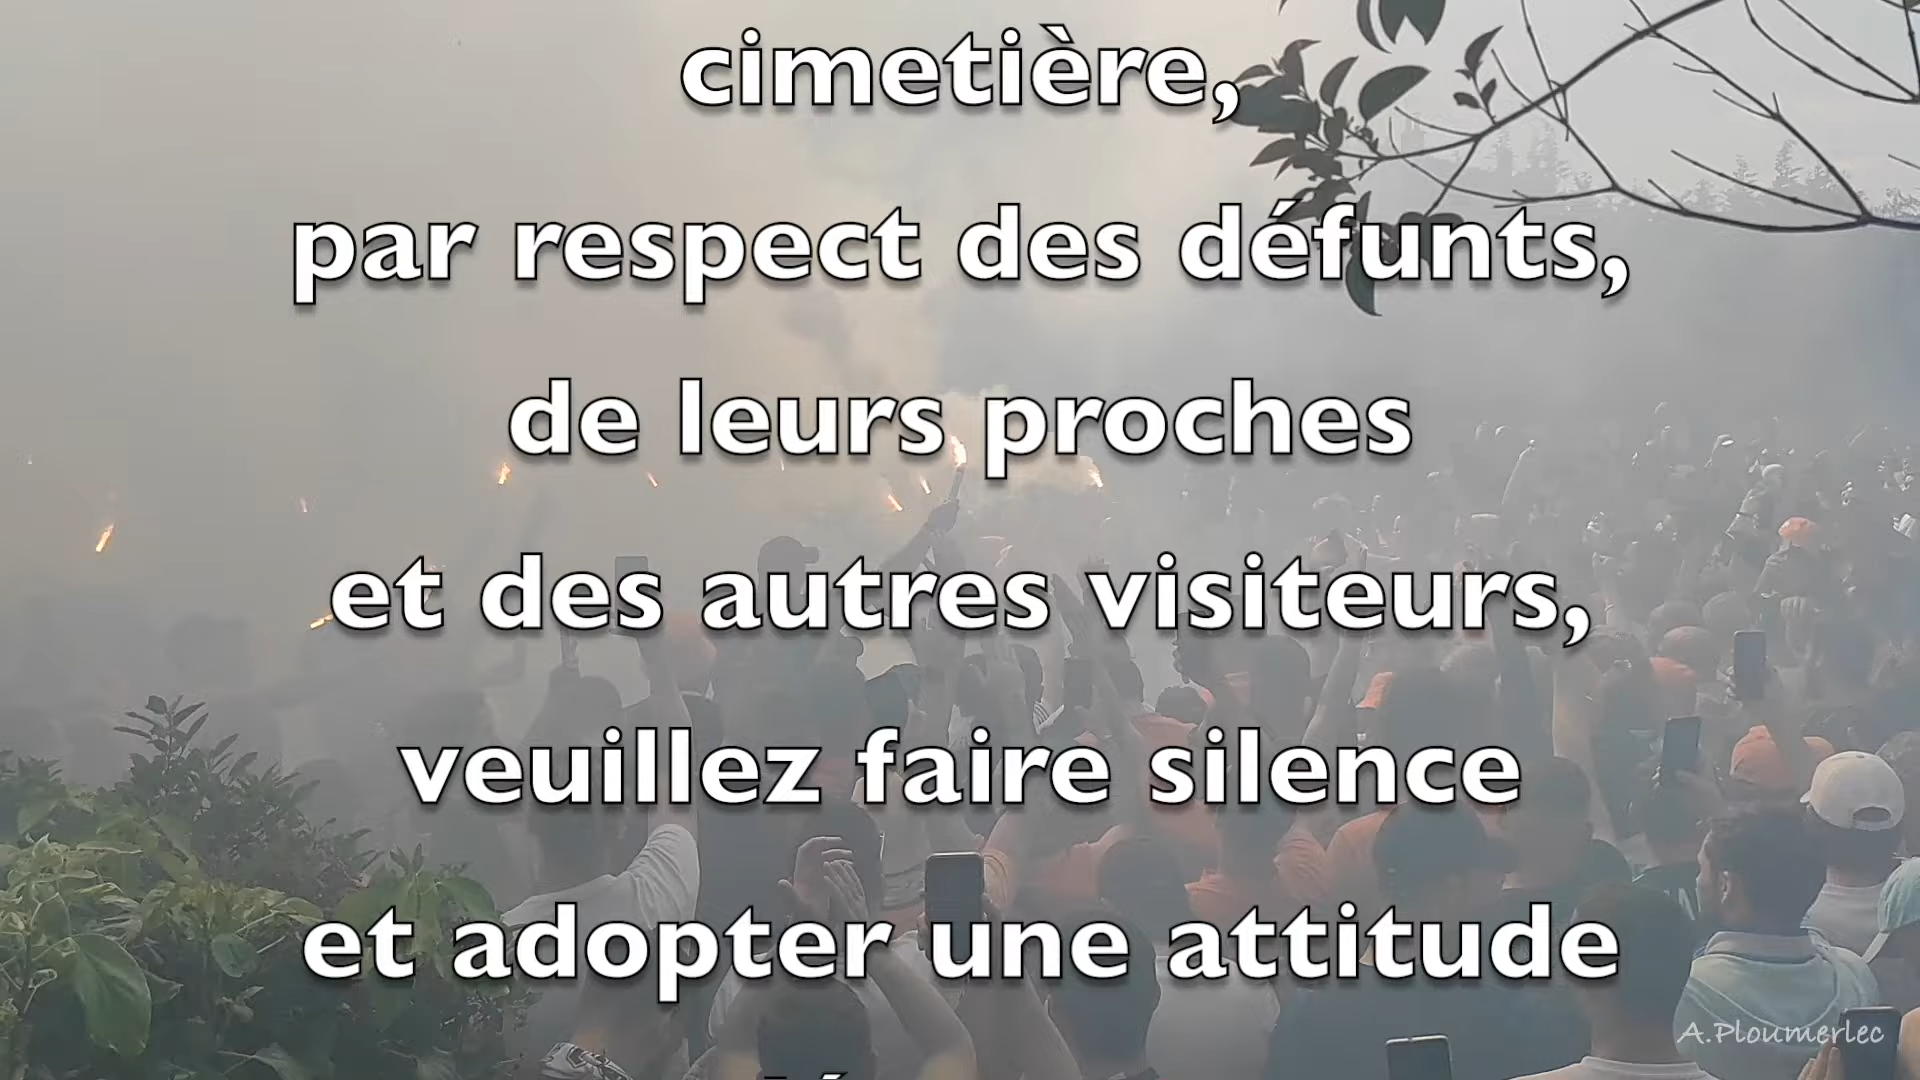 cimetière,
par respect des défunts,
de leurs proches
et des autres visiteurs,
veuillez faire silence
et adopter une attitude
A.Ploumerlec